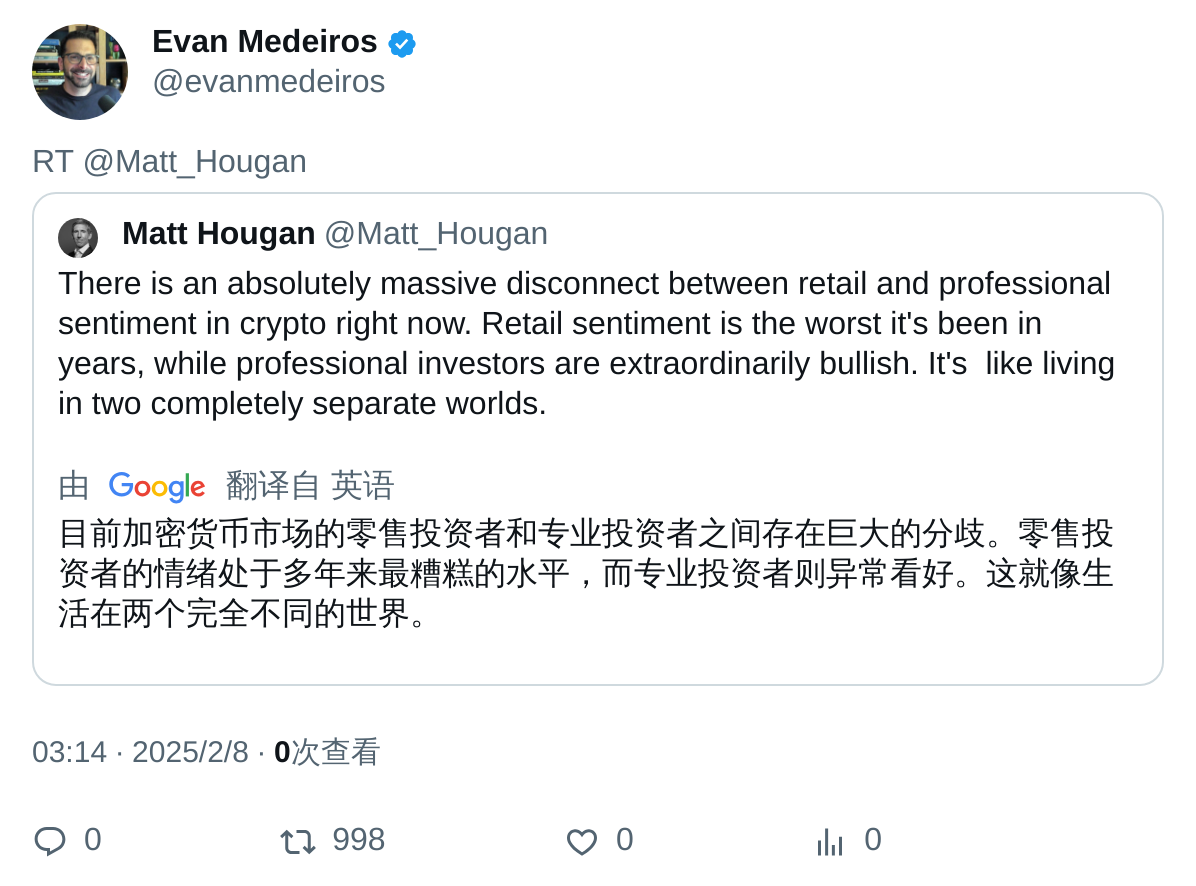 Evan Medeiros
@evanmedeiros
RT @Matt_Hougan
Matt Hougan @Matt_Hougan
There is an absolutely massive disconnect between retail and professional
sentiment in crypto right now. Retail sentiment is the worst it's been in
years, while professional investors are extraordinarily bullish. It's  like living
in two completely separate worlds.
由 Google 翻译自 英语
目前加密货币市场的零售投资者和专业投资者之间存在巨大的分歧。零售投
资者的情绪处于多年来最糟糕的水平，而专业投资者则异常看好。这就像生
活在两个完全不同的世界。
03:14 · 2025/2/8 · 0次查看
0 998 0 0